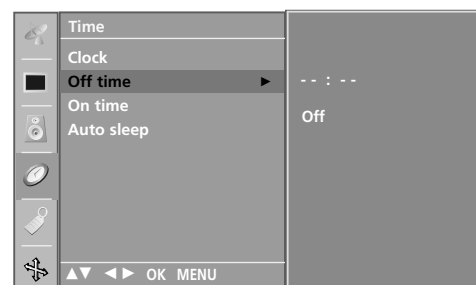 Time
Clock
Off time ►
On time
Auto sleep
- - : - -
Off
▲▼ ◄► OK MENU